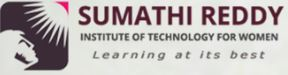 SUMATHI REDDY
INSTITUTE OF TECHNOLOGY FOR WOMEN
Learning at its best